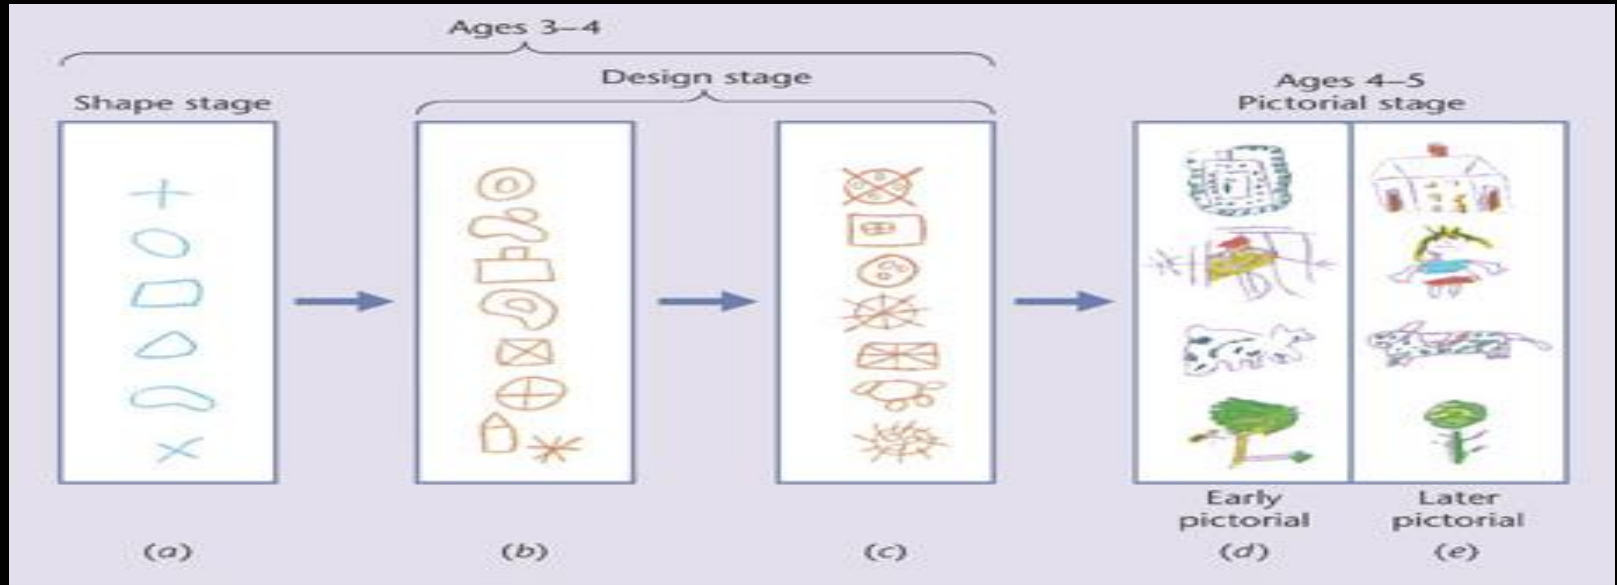 Ages 3–4
Design stage
Shape stage
Ages 4–5
Pictorial stage
Early
pictorial
Later
pictorial
(a)
(b)
(c)
(d)
(e)